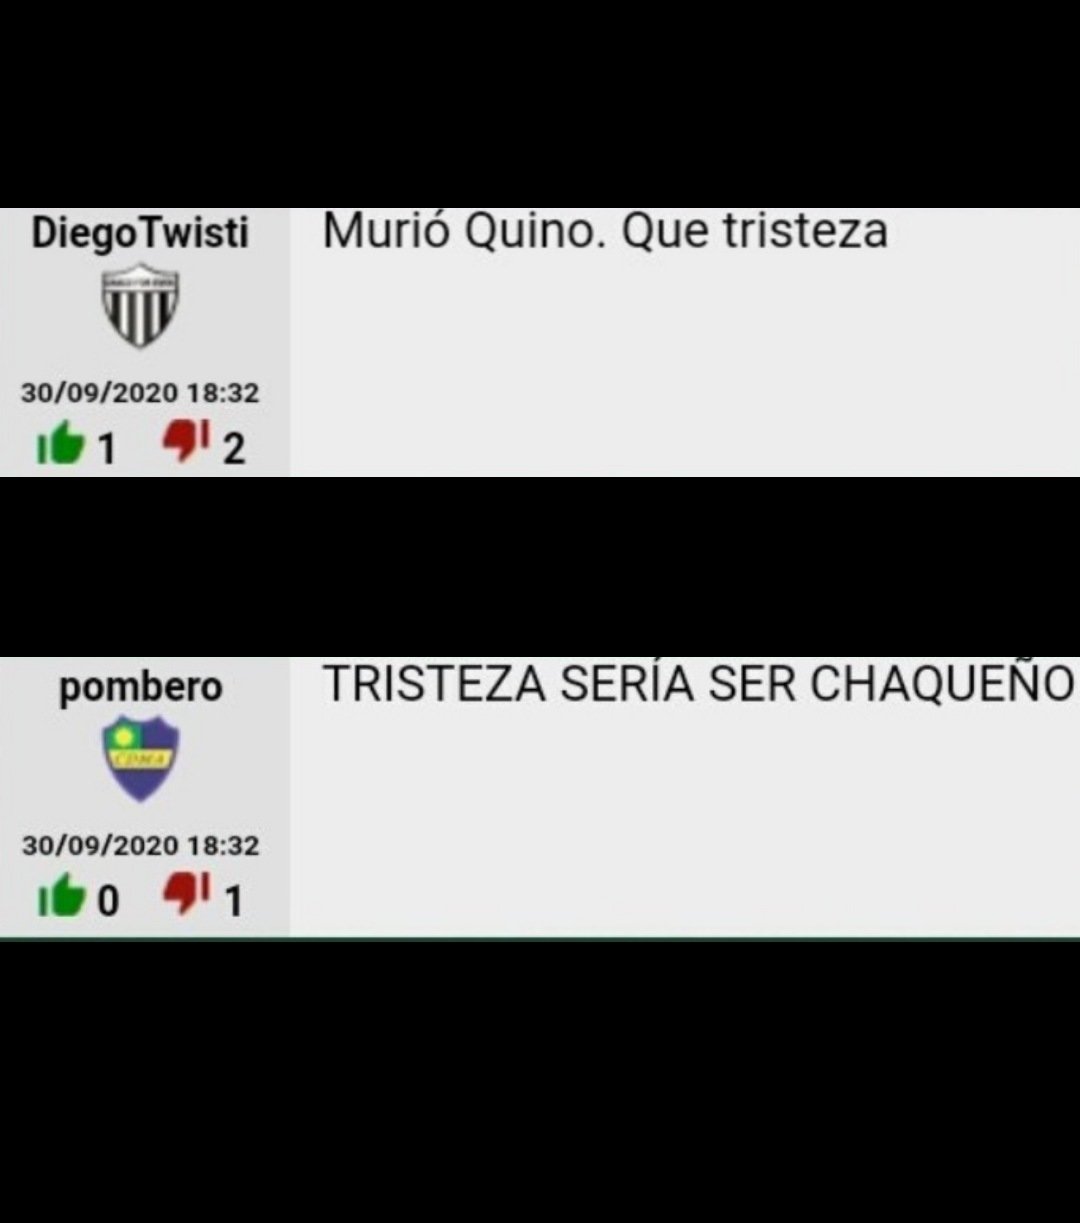 DiegoTwisti
Murió Quino. Que tristeza
30/09/2020 18:32
1 2
pombero
TRISTEZA SERÍA SER CHAQUEÑO
CDMA
30/09/2020 18:32
0 1